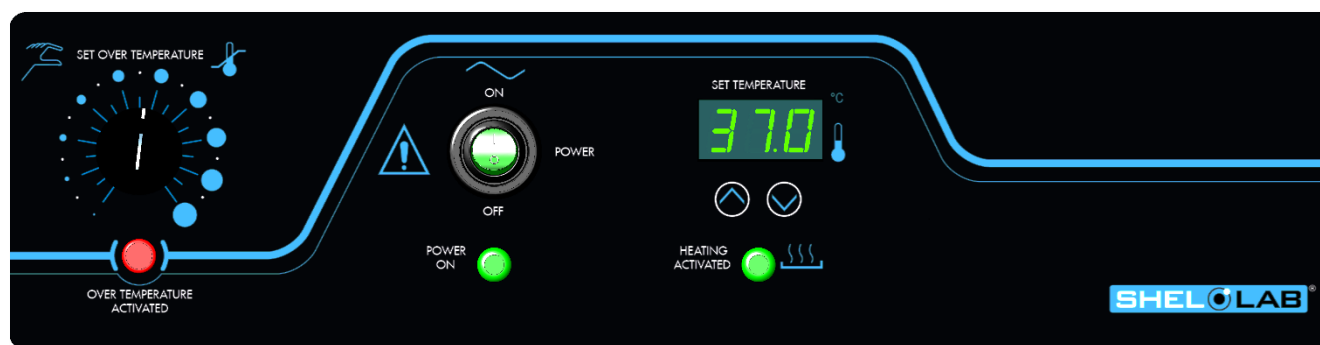 SET OVER TEMPERATURE
OVER TEMPERATURE
ACTIVATED
ON
POWER
OFF
POWER
ON
SET TEMPERATURE
°C
37.0
HEATING
ACTIVATED
SHEL LAB®